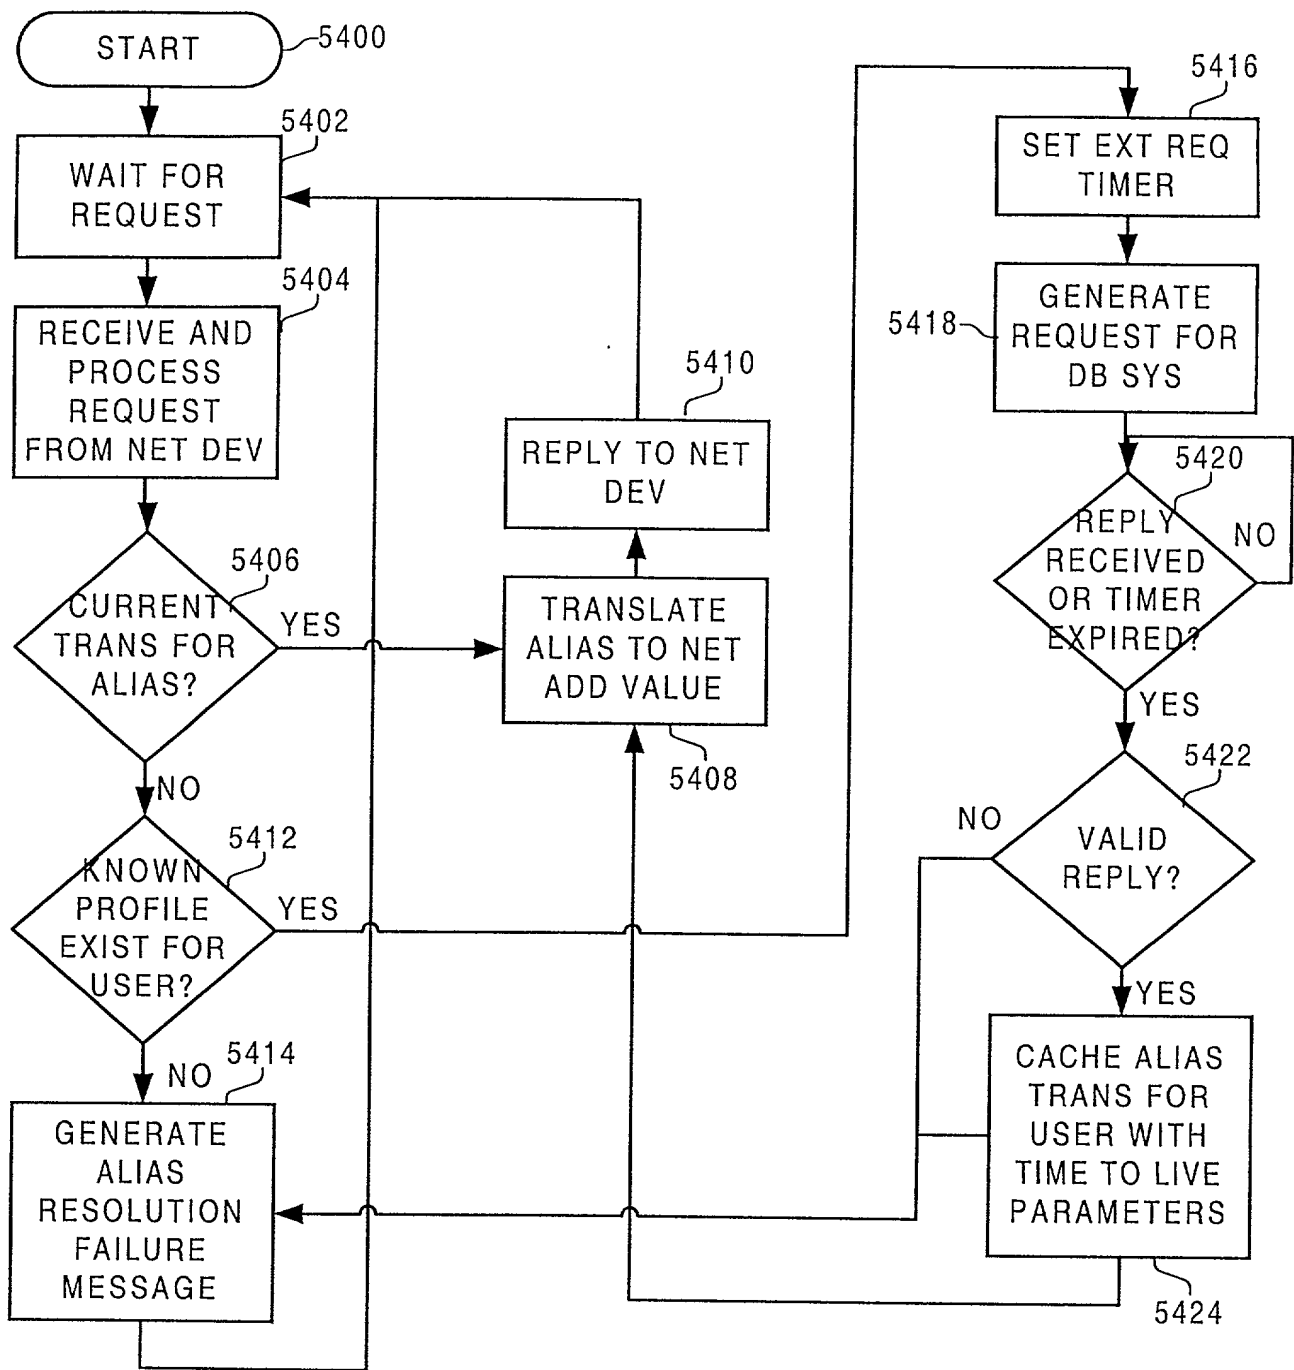 START
5400
5402
WAIT FOR
REQUEST
5404
RECEIVE AND
PROCESS
REQUEST
FROM NET DEV
5406
CURRENT
TRANS FOR
ALIAS?
YES
NO
5412
KNOWN
PROFILE
EXIST FOR
USER?
YES
NO
5414
GENERATE
ALIAS
RESOLUTION
FAILURE
MESSAGE
5410
REPLY TO NET
DEV
TRANSLATE
ALIAS TO NET
ADD VALUE
5408
5416
SET EXT REQ
TIMER
5418
GENERATE
REQUEST FOR
DB SYS
5420
REPLY
RECEIVED
OR TIMER
EXPIRED?
NO
YES
5422
VALID
REPLY?
NO
YES
CACHE ALIAS
TRANS FOR
USER WITH
TIME TO LIVE
PARAMETERS
5424